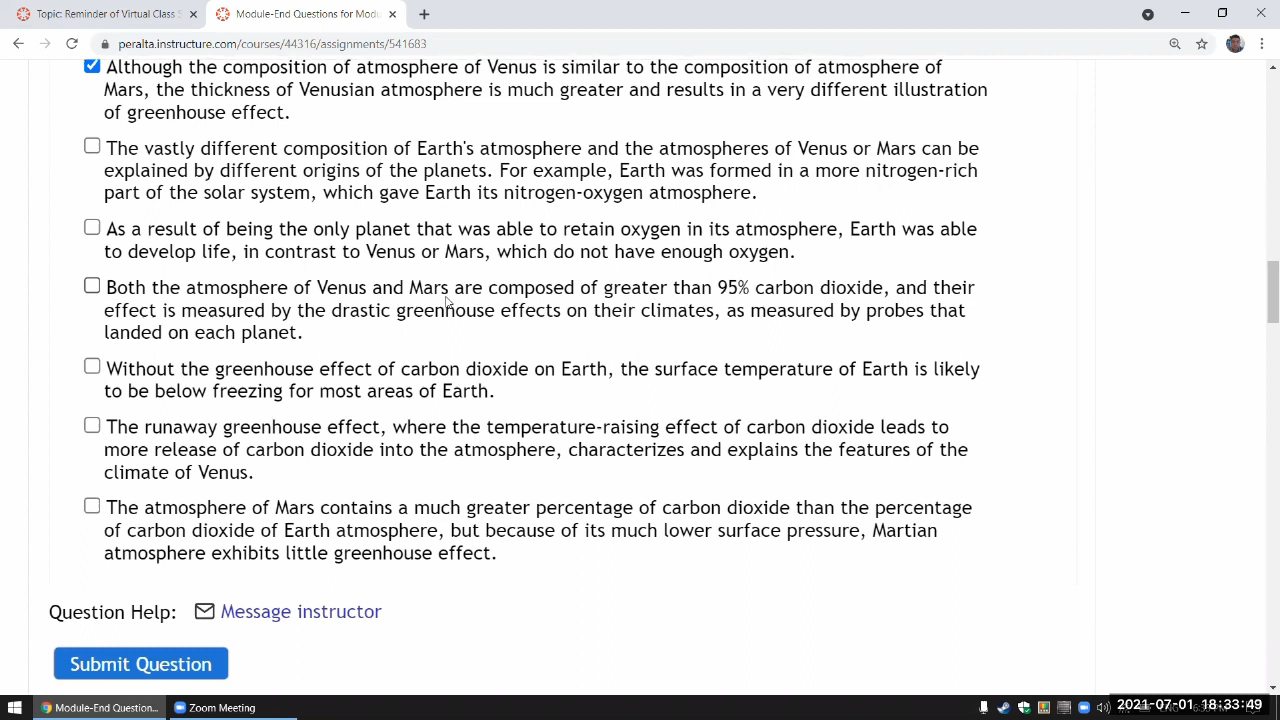 Topic: Reminder of Virtual Class S
Module-End Questions for Modu
peralta.instructure.com/courses/44316/assignments/541683
Although the composition of atmosphere of Venus is similar to the composition of atmosphere of
Mars, the thickness of Venusian atmosphere is much greater and results in a very different illustration
of greenhouse effect.
The vastly different composition of Earth's atmosphere and the atmospheres of Venus or Mars can be
explained by different origins of the planets. For example, Earth was formed in a more nitrogen-rich
part of the solar system, which gave Earth its nitrogen-oxygen atmosphere.
As a result of being the only planet that was able to retain oxygen in its atmosphere, Earth was able
to develop life, in contrast to Venus or Mars, which do not have enough oxygen.
Both the atmosphere of Venus and Mars are composed of greater than 95% carbon dioxide, and their
effect is measured by the drastic greenhouse effects on their climates, as measured by probes that
landed on each planet.
Without the greenhouse effect of carbon dioxide on Earth, the surface temperature of Earth is likely
to be below freezing for most areas of Earth.
The runaway greenhouse effect, where the temperature-raising effect of carbon dioxide leads to
more release of carbon dioxide into the atmosphere, characterizes and explains the features of the
climate of Venus.
The atmosphere of Mars contains a much greater percentage of carbon dioxide than the percentage
of carbon dioxide of Earth atmosphere, but because of its much lower surface pressure, Martian
atmosphere exhibits little greenhouse effect.
Question Help: Message instructor
Submit Question
Module-End Question...
Zoom Meeting
2021-07-01 18:33:49